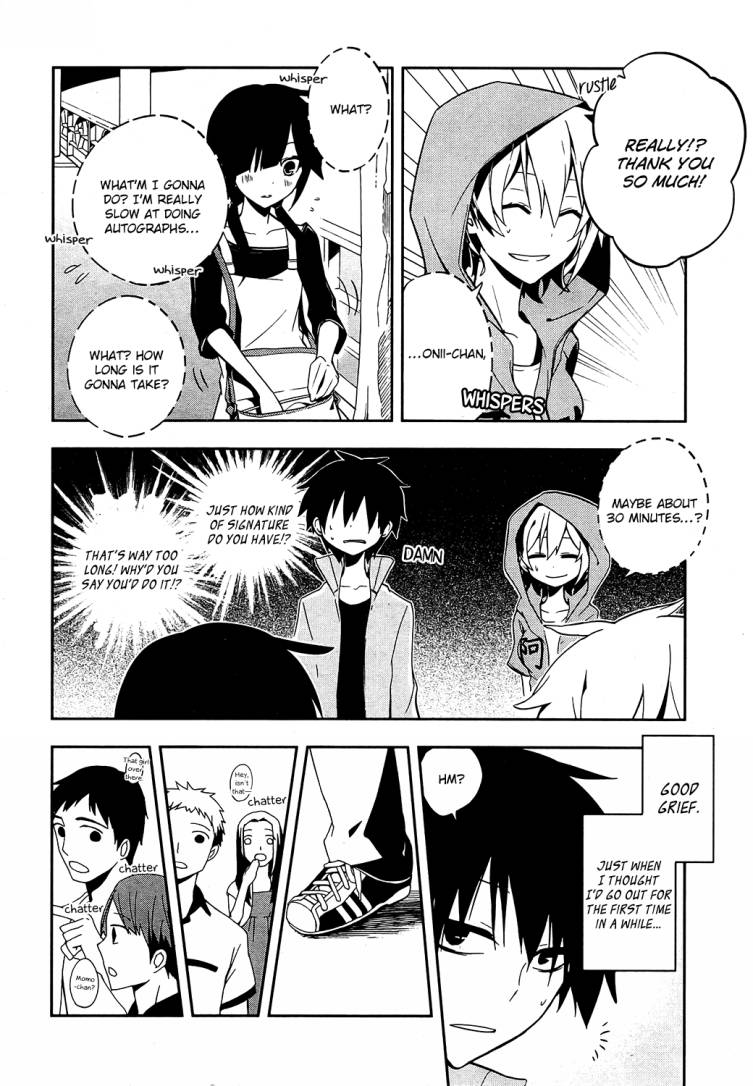 rustle
REALLY!?
THANK YOU
SO MUCH!
...ONII-CHAN,
WHISPERS
whisper
WHAT?
WHAT'M I GONNA
DO? I'M REALLY
SLOW AT DOING
AUTOGRAPHS...
whisper
whisper
WHAT? HOW
LONG IS IT
GONNA TAKE?
MAYBE ABOUT
30 MINUTES...?
JUST HOW KIND
OF SIGNATURE
DO YOU HAVE!?
DAMN
THAT'S WAY TOO
LONG! WHY'D YOU
SAY YOU'D DO IT!?
阿
GOOD
GRIEF.
JUST WHEN
I THOUGHT
I'D GO OUT FOR
THE FIRST TIME
IN A WHILE...
HM?
Hey,
isn't
that—
chatter
That girl
over
there.
chatter
chatter
Momo
-chan?